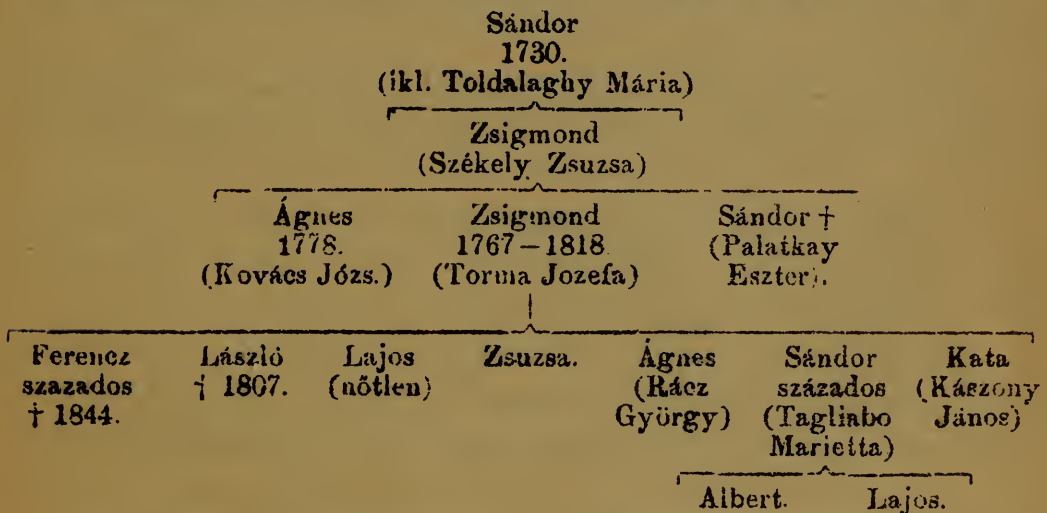 Sándor
1730.
(ikl. Toldalaghy Mária)
Zsigmond
(Székely Zsuzsa)
Ágnes Zsigmond Sándor †
1778. 1767–1818 (Palatkay
(Kovács Józs.) (Torma Jozefa) Eszter).
Ferencz László Lajos Zsuzsa. Ágnes Sándor Kata
szazados † 1807. (nőtlen) (Rácz százados (Kászony
† 1844. György) (Tagliabo János)
Marietta)
Albert. Lajos.